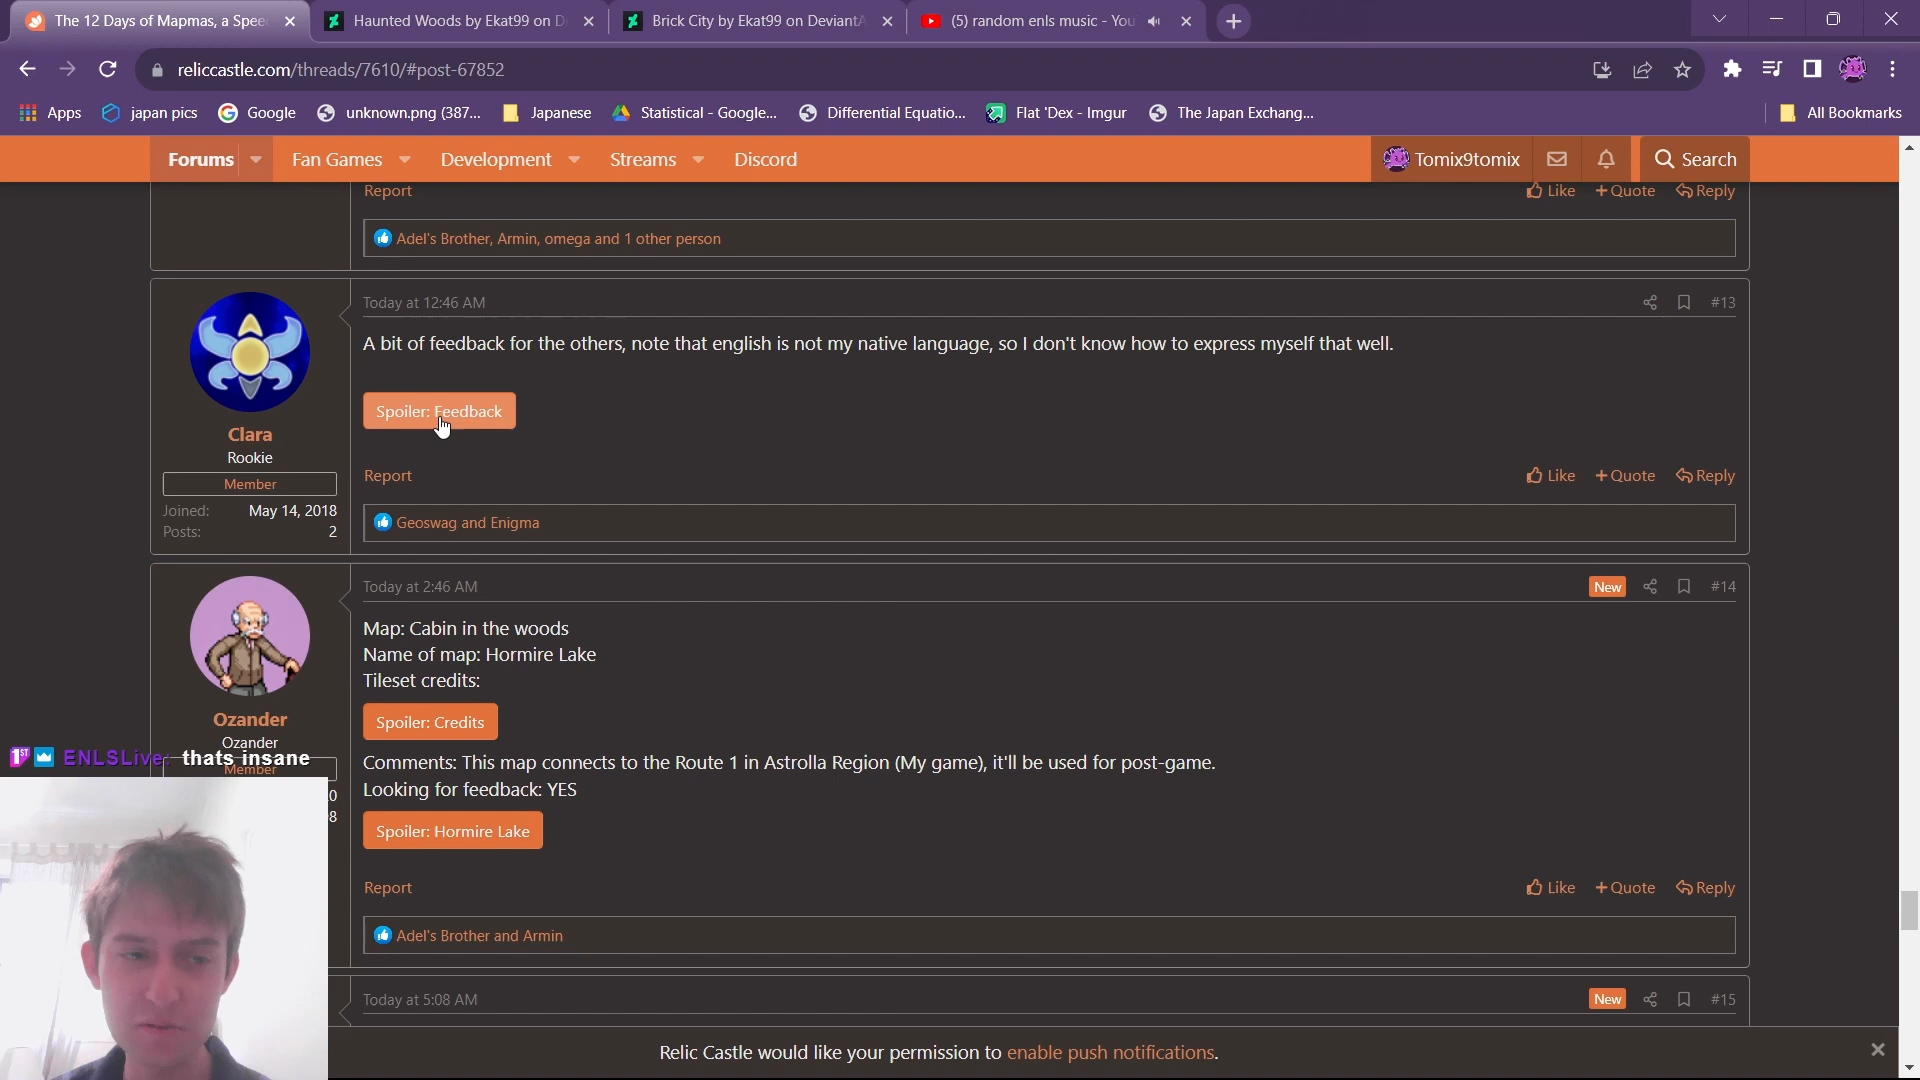 The 12 Days of Mapmas, a Spee
Haunted Woods by Ekat99 on D
Brick City by Ekat99 on DeviantA
(5) random enls music - You
reliccastle.com/threads/7610/#post-67852
Apps
japan pics
Google
unknown.png (387...
Japanese
Statistical - Google...
Differential Equatio...
Flat 'Dex - Imgur
The Japan Exchang...
All Bookmarks
Forums
Fan Games
Development
Streams
Discord
Tomix9tomix
Search
Report
Like
+Quote
Reply
Adel's Brother, Armin, omega and 1 other person
Today at 12:46 AM
#13
A bit of feedback for the others, note that english is not my native language, so I don't know how to express myself that well.
Spoiler: Feedback
Clara
Rookie
Member
Joined: May 14, 2018
Posts: 2
Report
Like
+Quote
Reply
Geoswag and Enigma
Today at 2:46 AM
New
#14
Map: Cabin in the woods
Name of map: Hormire Lake
Tileset credits:
Spoiler: Credits
Ozander
Ozander
Member
0
8
1ST ENLSLive: thats insane
Comments: This map connects to the Route 1 in Astrolla Region (My game), it'll be used for post-game.
Looking for feedback: YES
Spoiler: Hormire Lake
Report
Like
+Quote
Reply
Adel's Brother and Armin
Today at 5:08 AM
New
#15
Relic Castle would like your permission to enable push notifications.